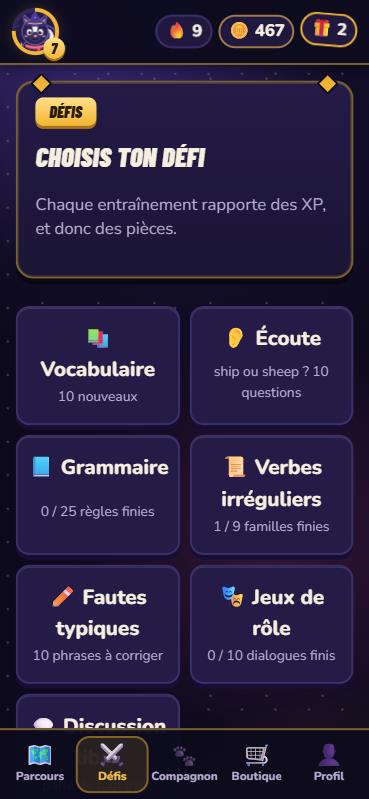 7
9
467
2
DÉFIS
CHOISIS TON DÉFI
Chaque entraînement rapporte des XP,
et donc des pièces.
Vocabulaire
10 nouveaux
Écoute
ship ou sheep ? 10
questions
Grammaire
0 / 25 règles finies
Verbes
irréguliers
1 / 9 familles finies
Fautes
typiques
10 phrases à corriger
Jeux de
rôle
0 / 10 dialogues finis
Discussion
Parcours
Défis
Compagnon
Boutique
Profil